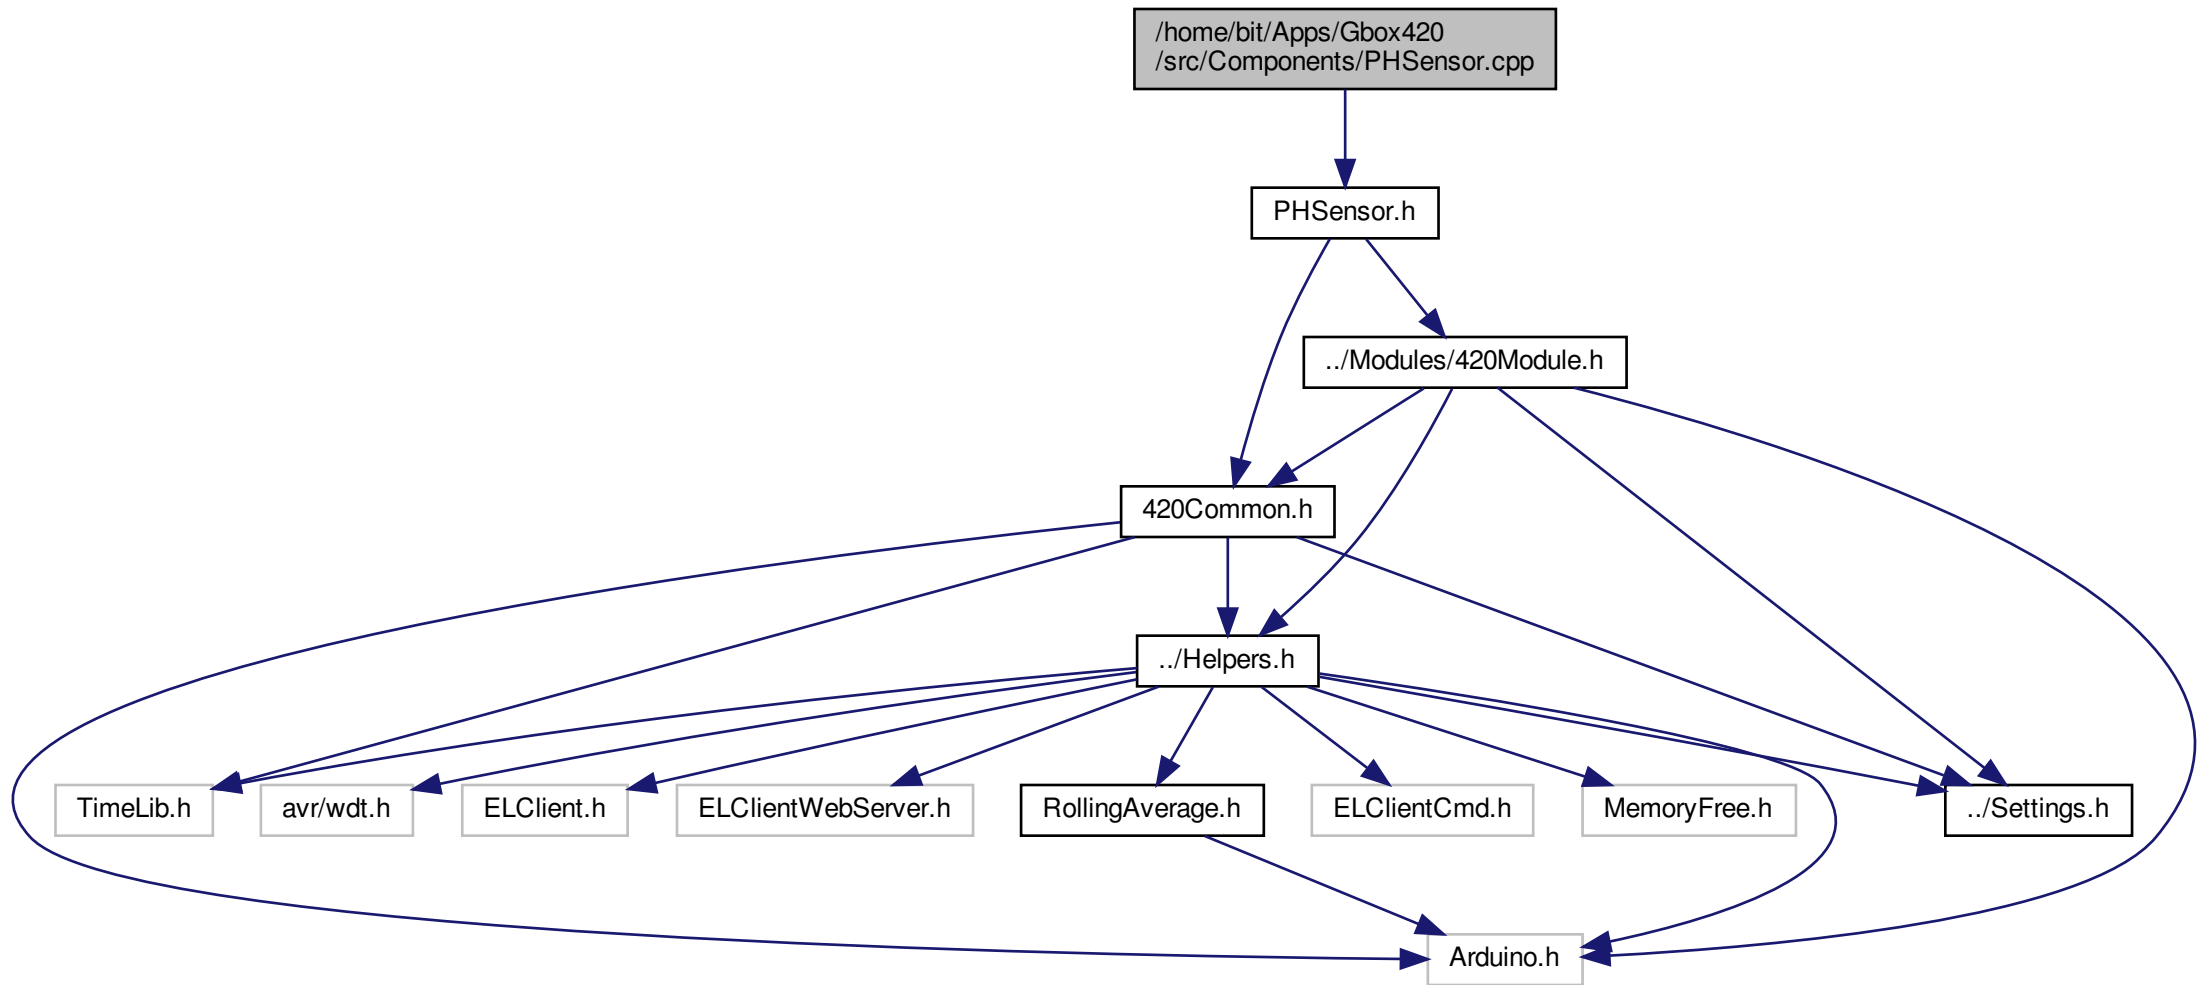 /home/bit/Apps/Gbox420
/src/Components/PHSensor.cpp
PHSensor.h
../Modules/420Module.h
420Common.h
../Helpers.h
TimeLib.h
avr/wdt.h
ELClient.h
ELClientWebServer.h
RollingAverage.h
ELClientCmd.h
MemoryFree.h
../Settings.h
Arduino.h